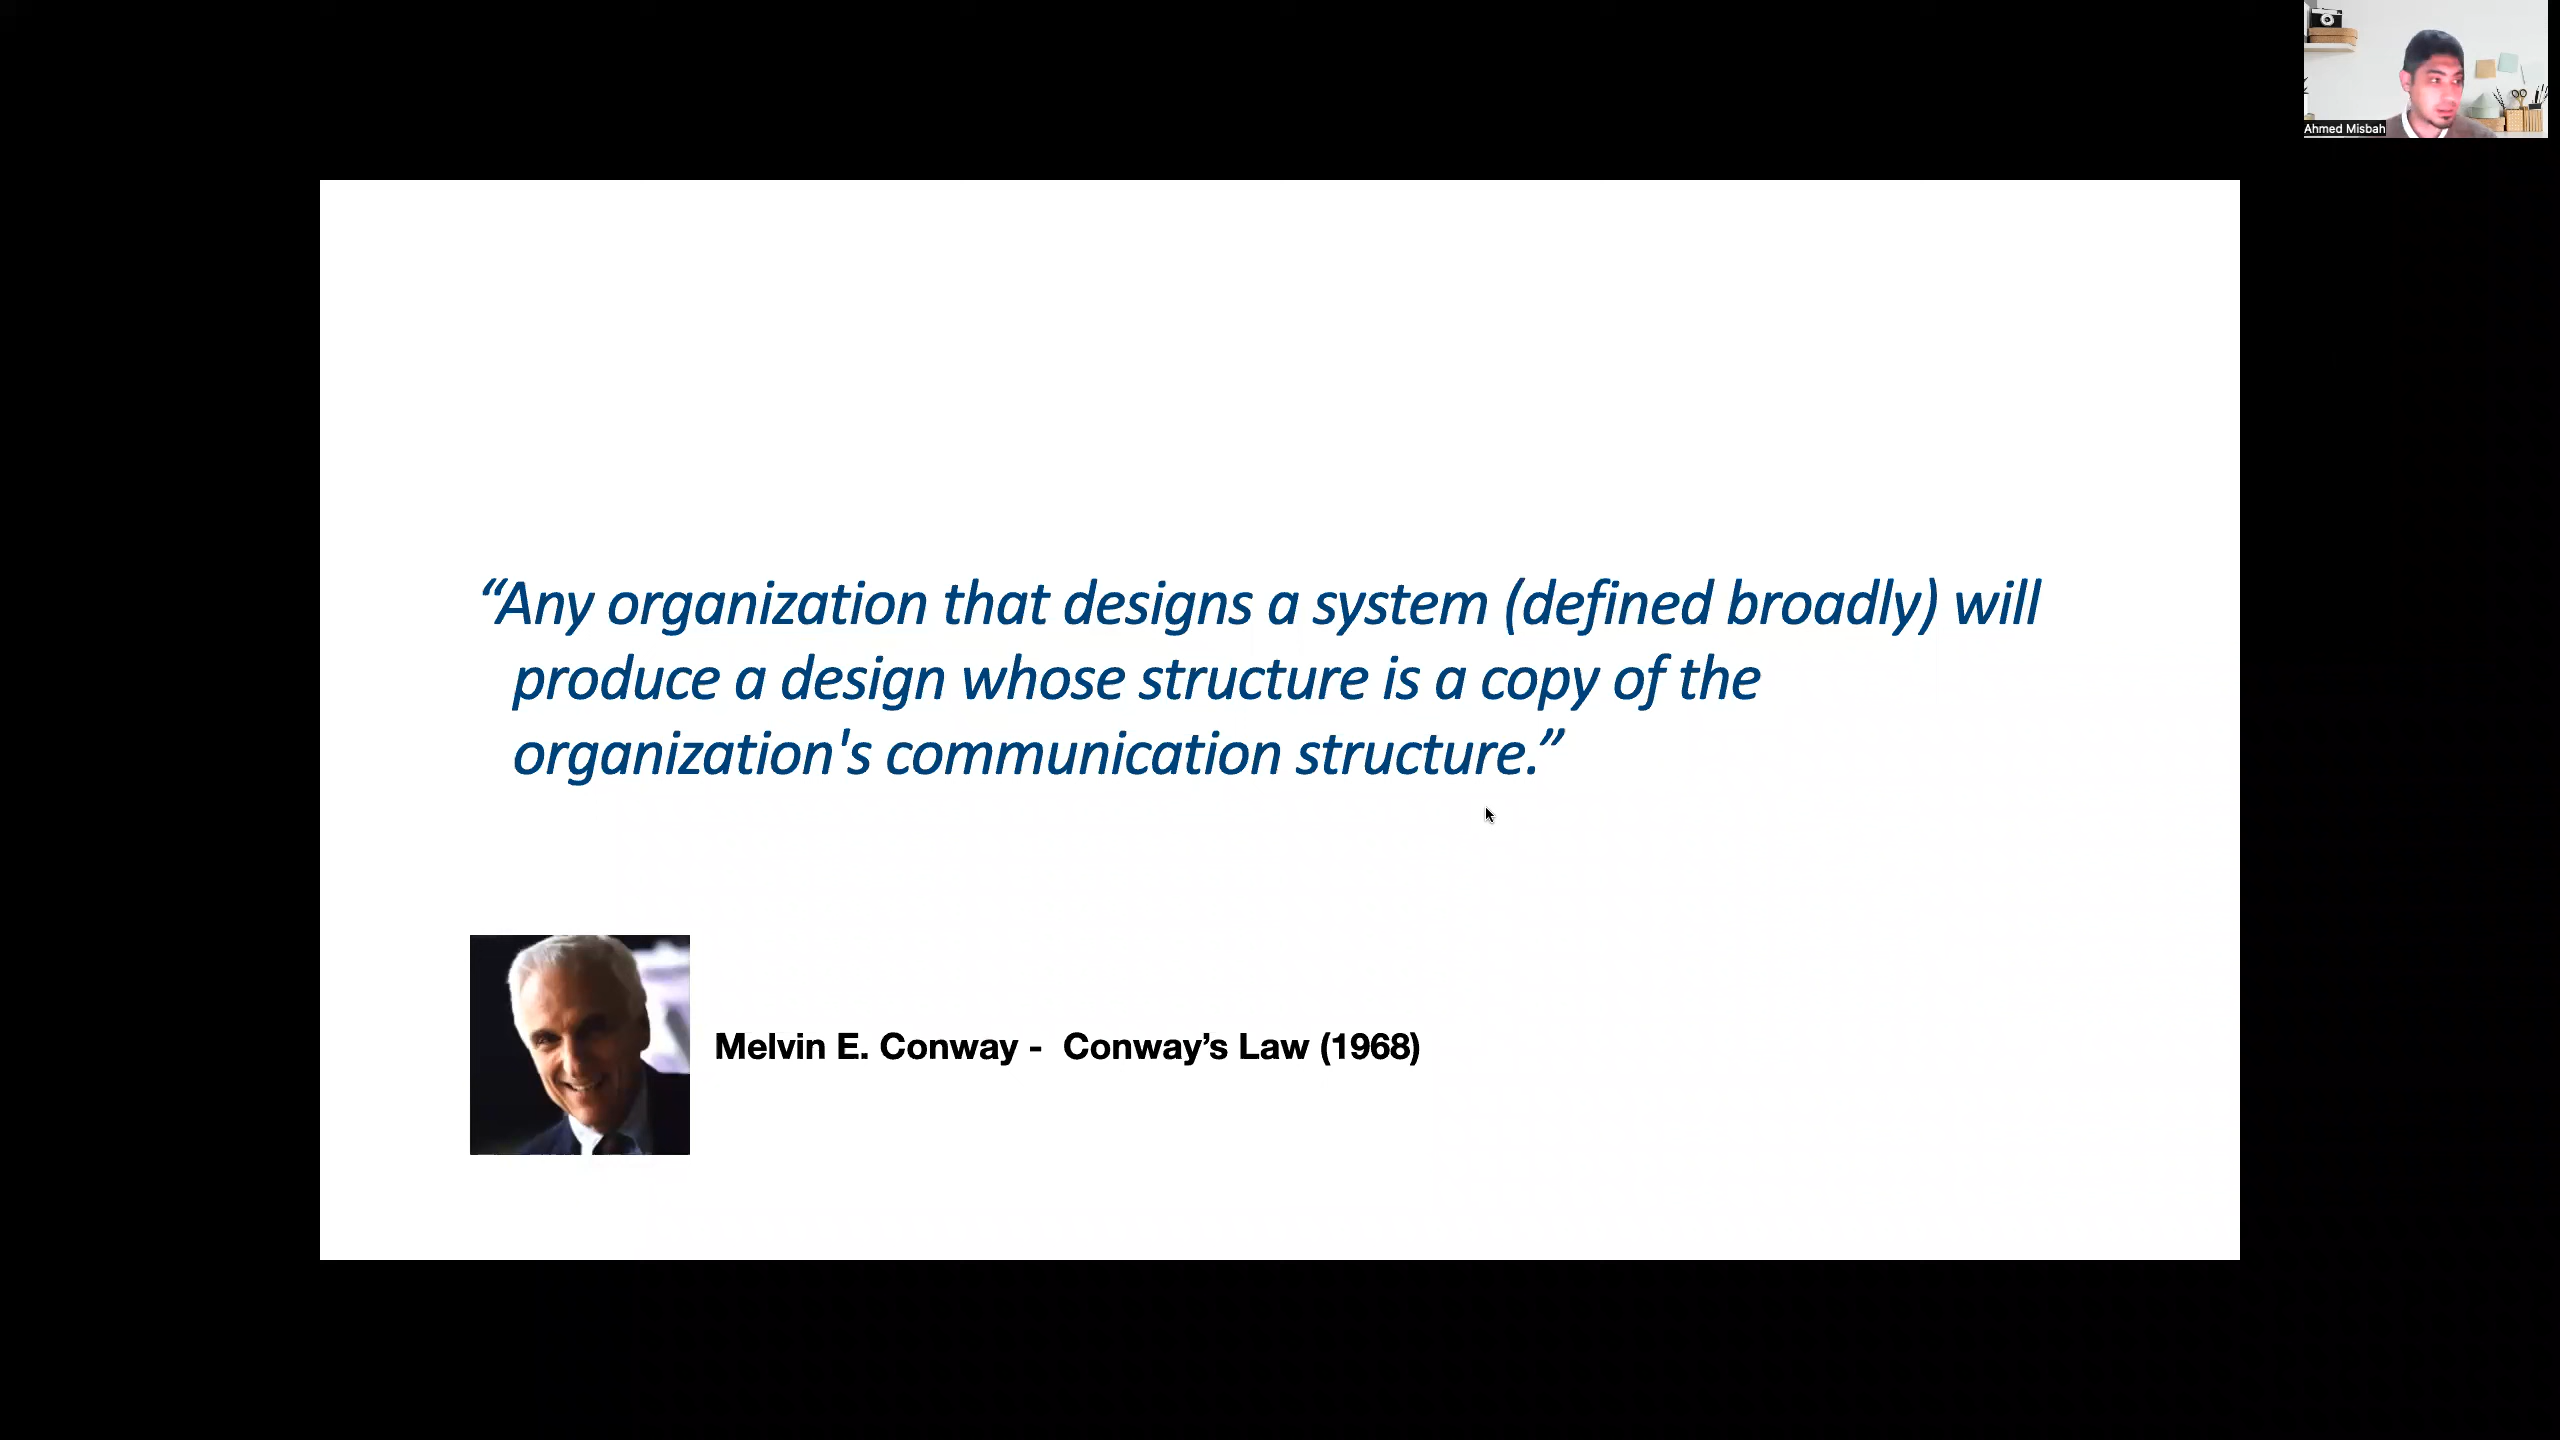 Ahmed Misbah
“Any organization that designs a system (defined broadly) will
produce a design whose structure is a copy of the
organization's communication structure.”
Melvin E. Conway -  Conway’s Law (1968)